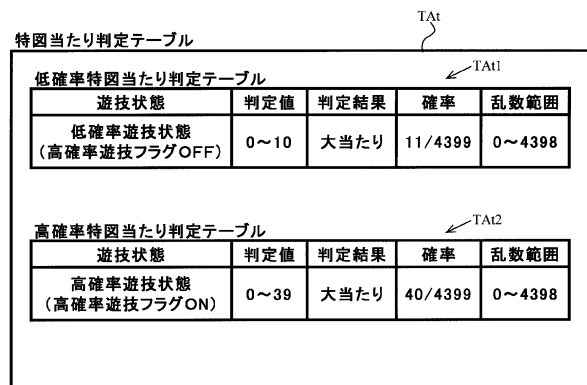 TAt
特図当たり判定テーブル
TAt1
低確率特図当たり判定テーブル
遊技状態 判定値 判定結果 確率 乱数範囲
低確率遊技状態
(高確率遊技フラグOFF) 0～10 大当たり 11/4399 0～4398
TAt2
高確率特図当たり判定テーブル
遊技状態 判定値 判定結果 確率 乱数範囲
高確率遊技状態
(高確率遊技フラグON) 0～39 大当たり 40/4399 0～4398